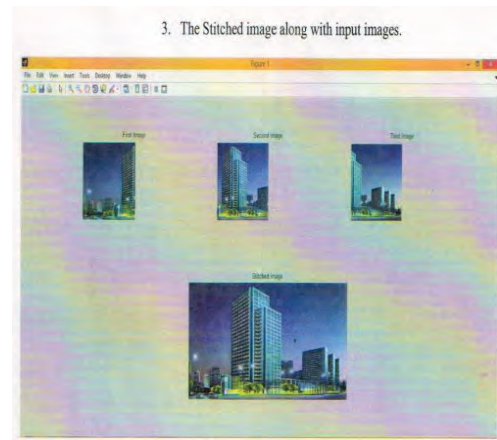 3. The Stitched image along with input images.
Figure 1
File Edit View Insert Tools Desktop Window Help
First Image
Second Image
Third Image
Stitched Image